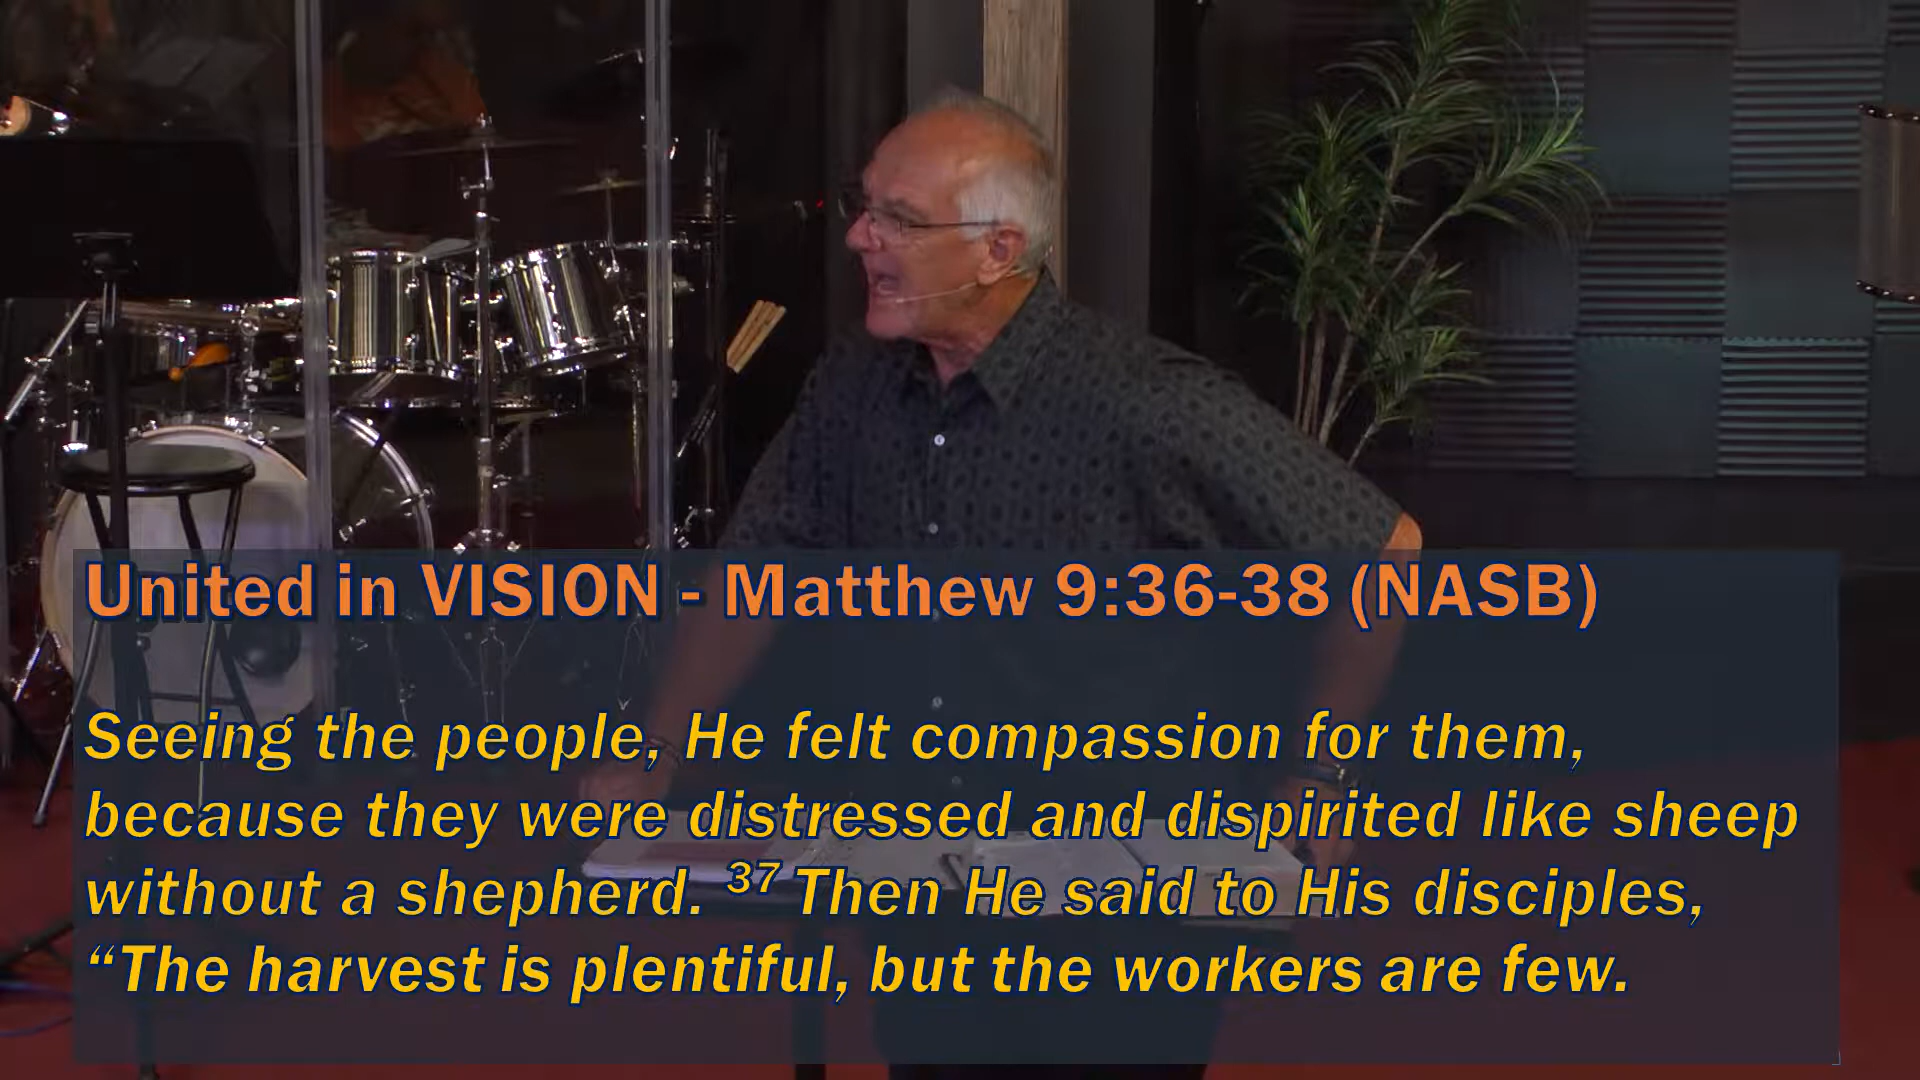 United in VISION - Matthew 9:36-38 (NASB)
Seeing the people, He felt compassion for them,
because they were distressed and dispirited like sheep
without a shepherd. ³⁷ Then He said to His disciples,
“The harvest is plentiful, but the workers are few.